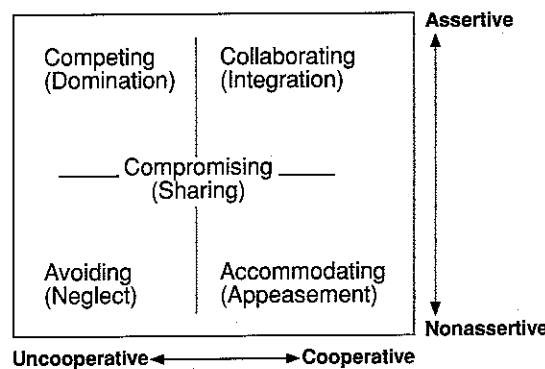 Assertive
Competing
(Domination)
Collaborating
(Integration)
Compromising
(Sharing)
Avoiding
(Neglect)
Accommodating
(Appeasement)
Nonassertive
Uncooperative
Cooperative